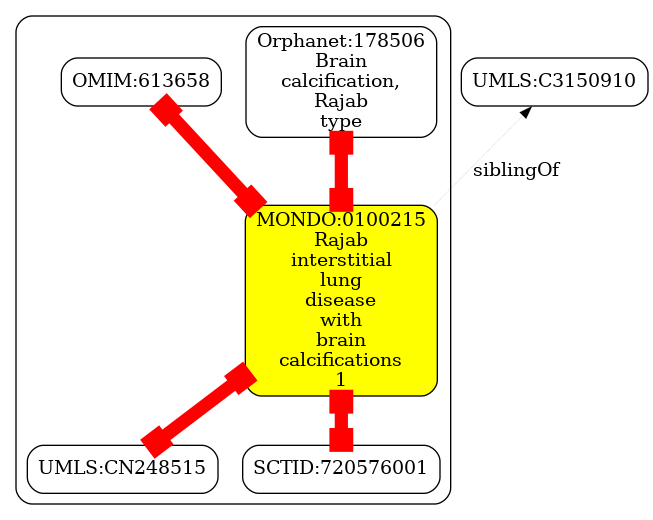 OMIM:613658
Orphanet:178506
Brain
calcification,
Rajab
type
UMLS:C3150910
siblingOf
MONDO:0100215
Rajab
interstitial
lung
disease
with
brain
calcifications
1
UMLS:CN248515
SCTID:720576001